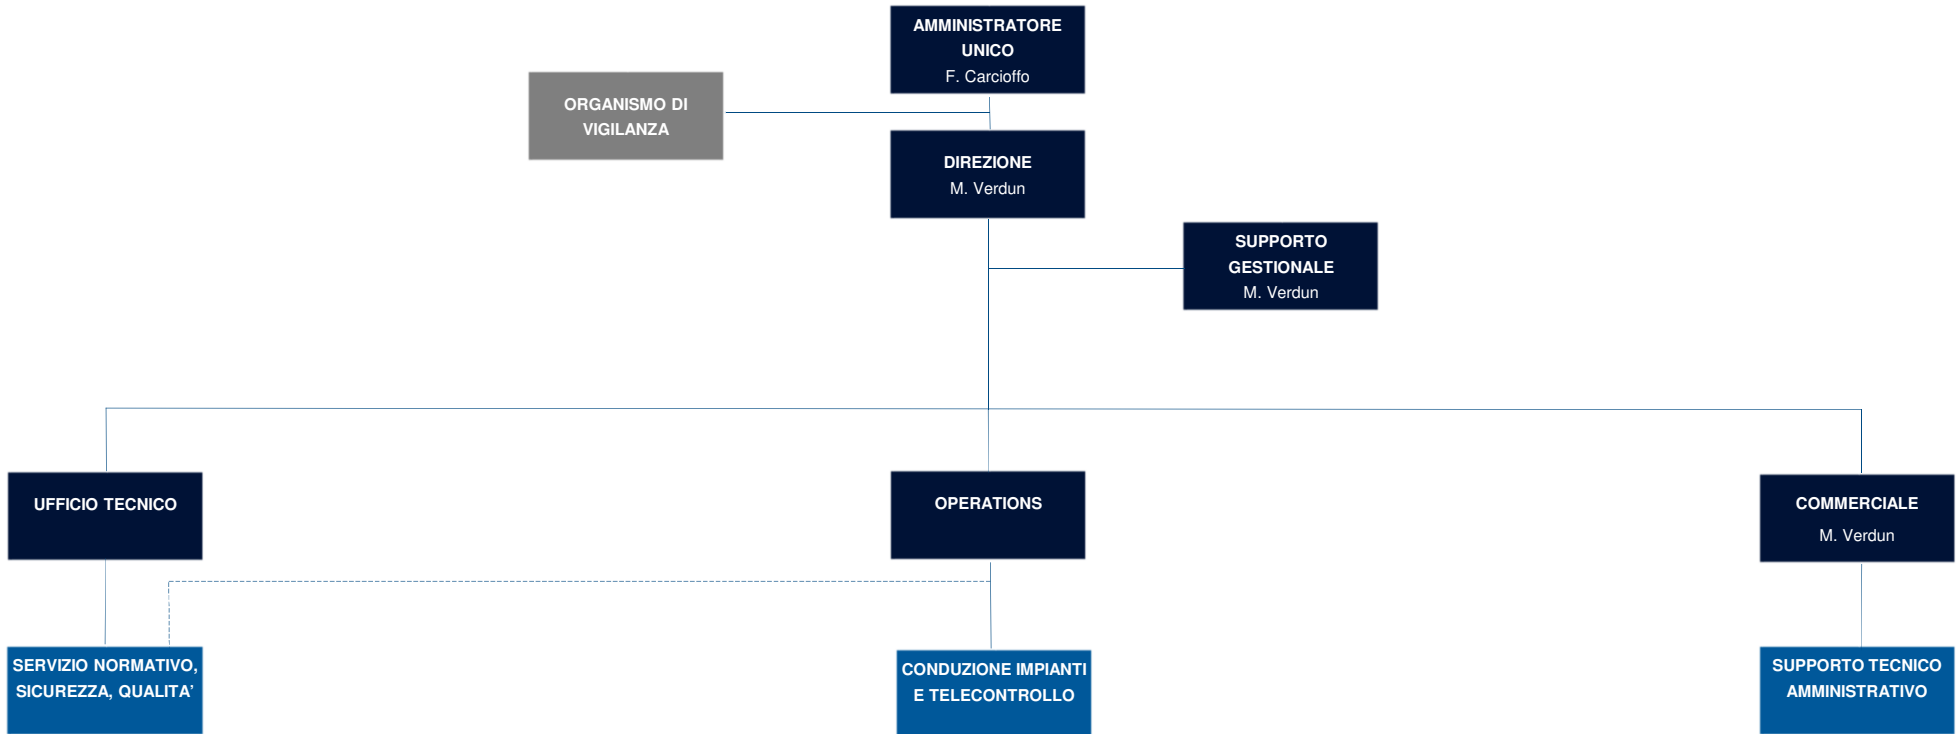 AMMINISTRATORE
UNICO
F. Carcioffo
ORGANISMO DI
VIGILANZA
DIREZIONE
M. Verdun
SUPPORTO
GESTIONALE
M. Verdun
UFFICIO TECNICO
OPERATIONS
COMMERCIALE
M. Verdun
SERVIZIO NORMATIVO,
SICUREZZA, QUALITA’
CONDUZIONE IMPIANTI
E TELECONTROLLO
SUPPORTO TECNICO
AMMINISTRATIVO